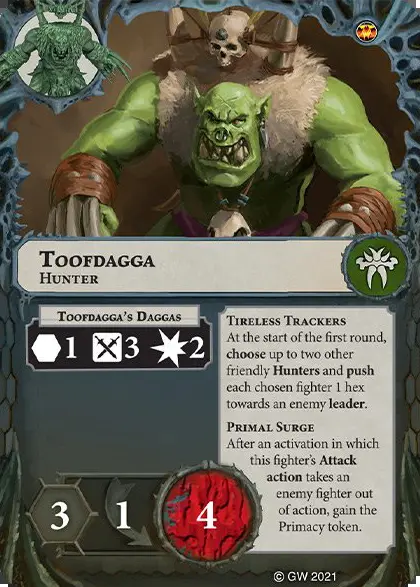 Toofdagga
Hunter
Toofdagga's Daggas
1 3 2
Tireless Trackers
At the start of the first round,
choose up to two other
friendly Hunters and push
each chosen fighter 1 hex
towards an enemy leader.
Primal Surge
After an activation in which
this fighter's Attack
action takes an
enemy fighter out
of action, gain the
Primacy token.
3 1 4
© GW 2021